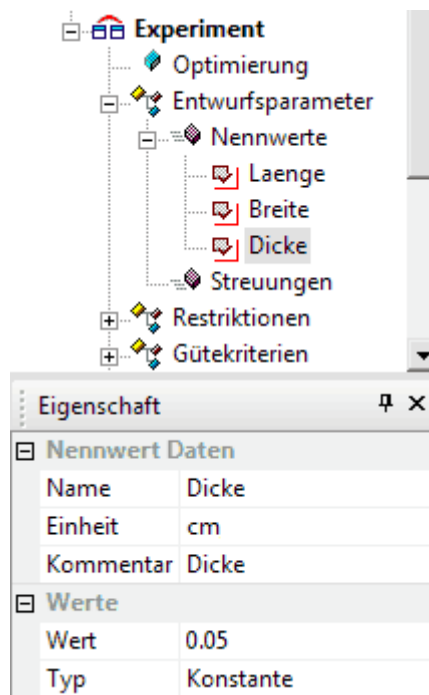 Experiment
Optimierung
Entwurfsparameter
Nennwerte
Laenge
Breite
Dicke
Streuungen
Restriktionen
Gütekriterien
Eigenschaft
Nennwert Daten
Name Dicke
Einheit cm
Kommentar Dicke
Werte
Wert 0.05
Typ Konstante